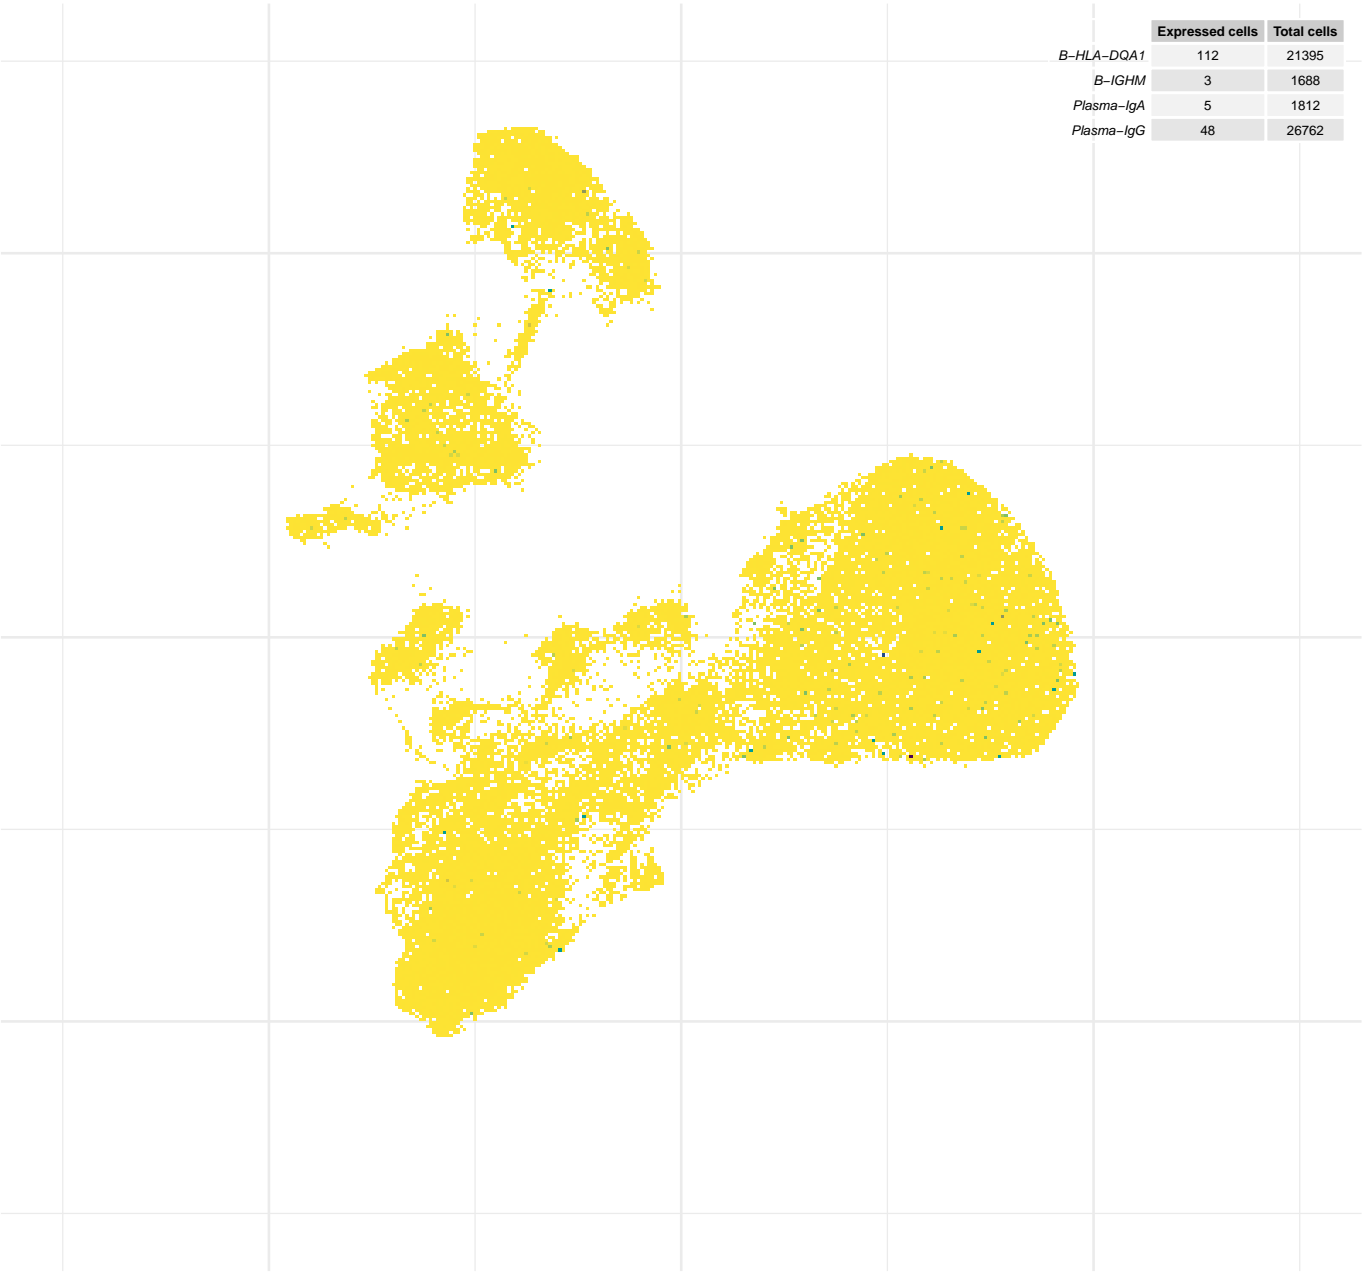 Expressed cells Total cells
B−HLA−DQA1 112 21395
B−IGHM 3 1688
Plasma−IgA 5 1812
Plasma−IgG 48 26762